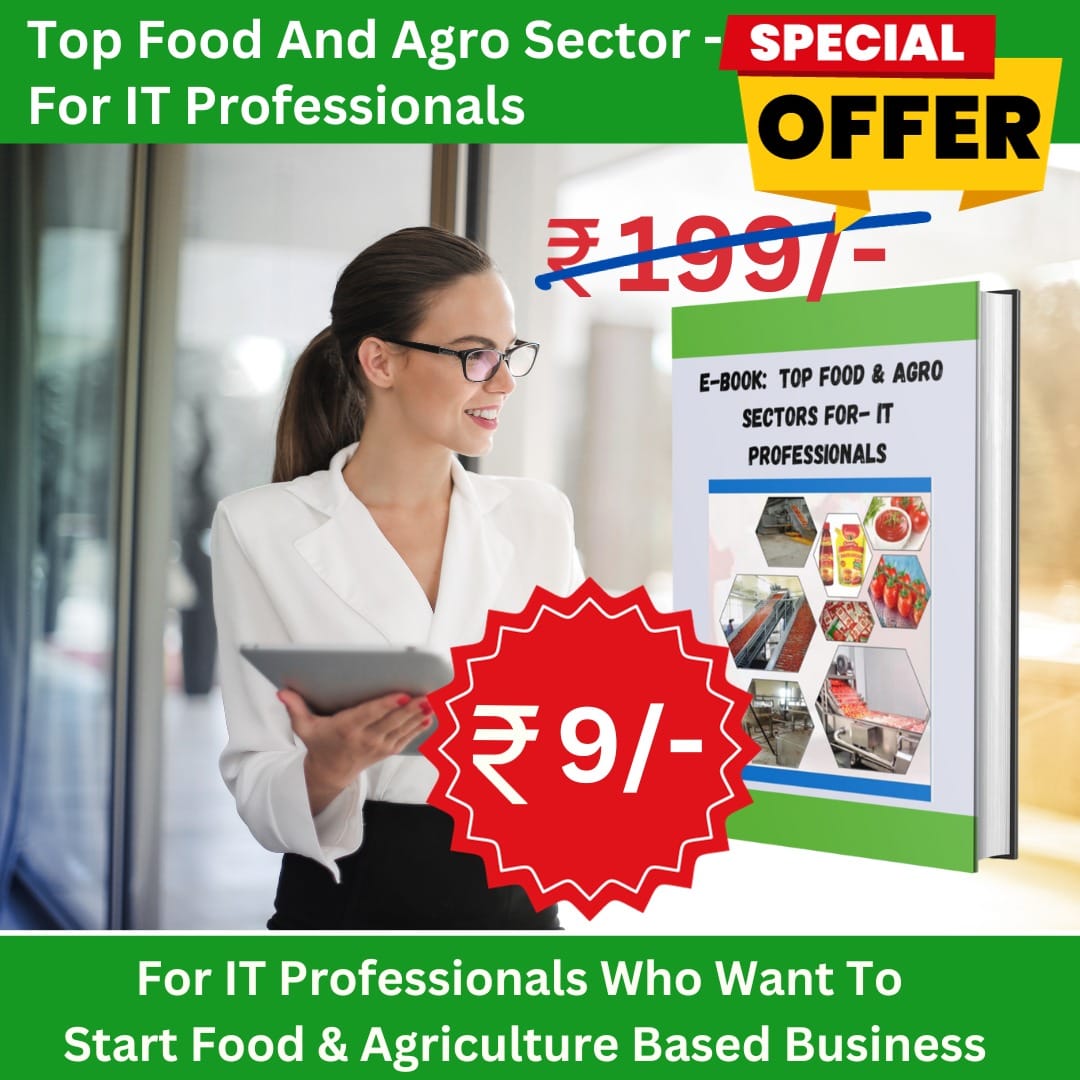 Top Food And Agro Sector -
For IT Professionals
SPECIAL
OFFER
₹199/-
E-BOOK: TOP FOOD & AGRO
SECTORS FOR- IT
PROFESSIONALS
₹9/-
For IT Professionals Who Want To
Start Food & Agriculture Based Business